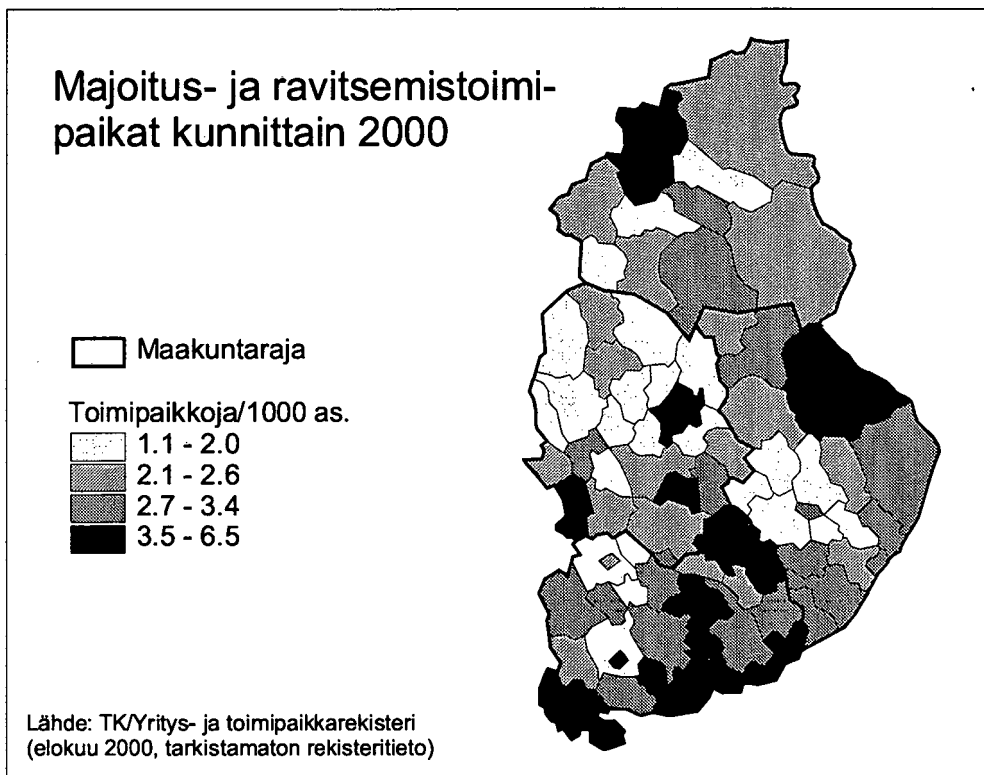 Majoitus- ja ravitsemistoimi-
paikat kunnittain 2000
Maakuntaraja
Toimipaikkoja/1000 as.
1.1 - 2.0
2.1 - 2.6
2.7 - 3.4
3.5 - 6.5
Lähde: TK/Yritys- ja toimipaikkarekisteri
(elokuu 2000, tarkistamaton rekisteritieto)